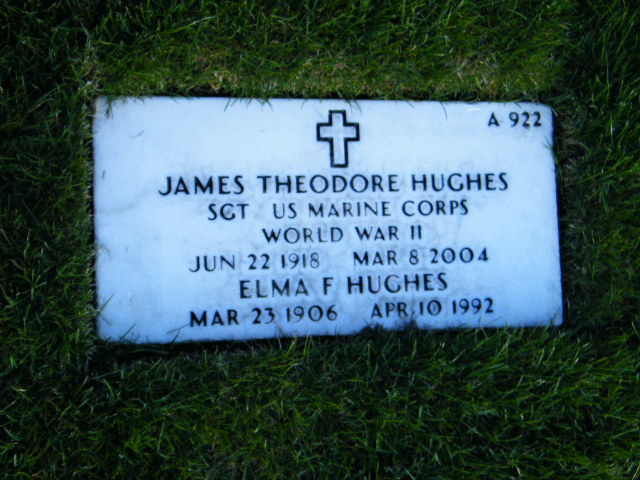 A 922
JAMES THEODORE HUGHES
SGT US MARINE CORPS
WORLD WAR II
JUN 22 1918 MAR 8 2004
ELMA F HUGHES
MAR 23 1906 APR 10 1992